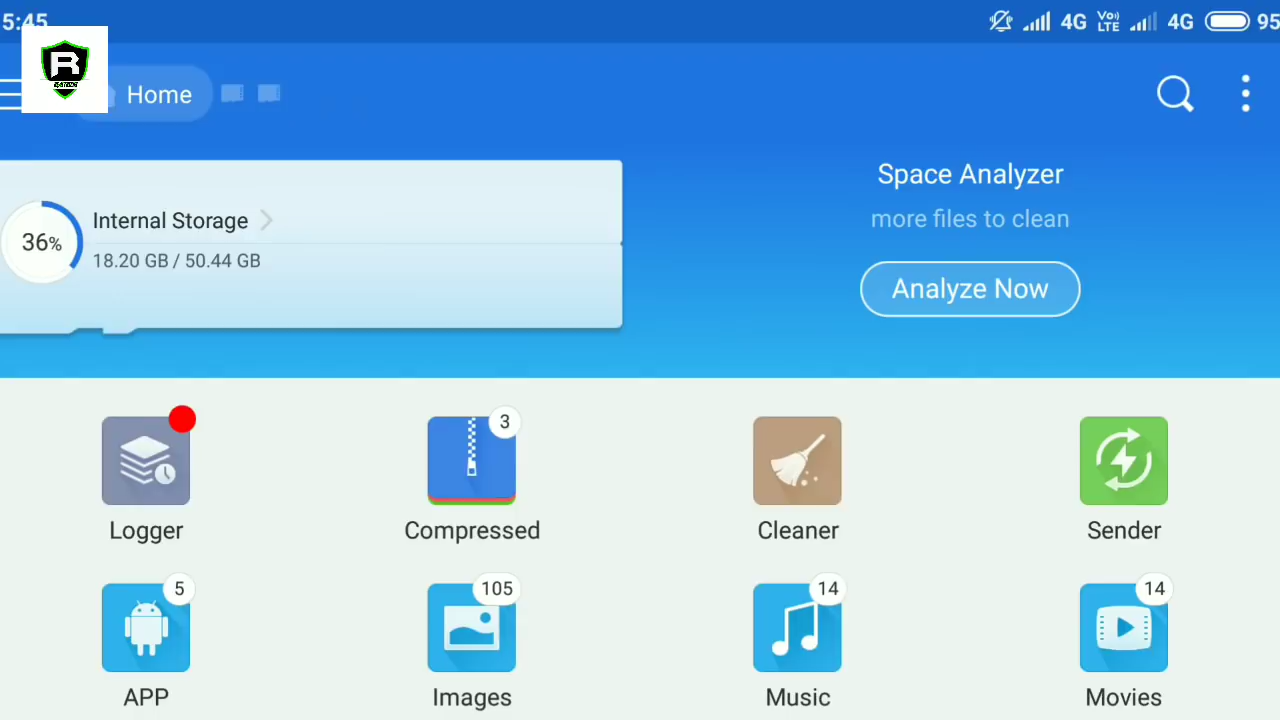 5:45
4G
Vo)
LTE
4G
95
R
Home
Space Analyzer
more files to clean
Analyze Now
Internal Storage
36%
18.20 GB / 50.44 GB
Logger
3
Compressed
Cleaner
Sender
5
APP
105
Images
14
Music
14
Movies